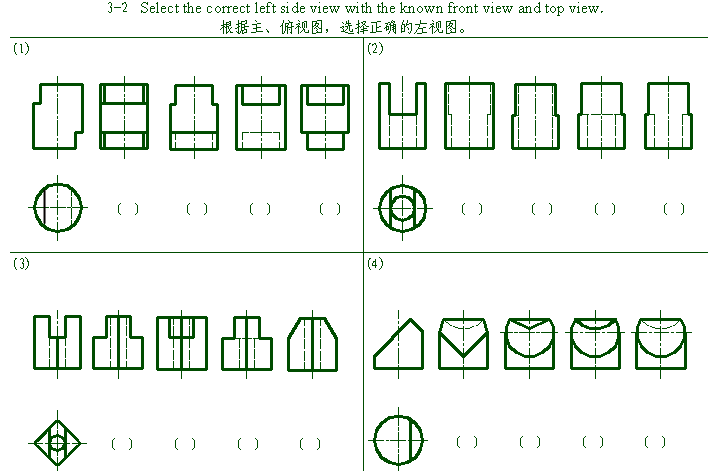 3-2 Select the correct left side view with the known front view and top view.
根据主、俯视图，选择正确的左视图。
(1)
(2)
( ) ( ) ( ) ( )
( ) ( ) ( ) ( )
(3)
(4)
( ) ( ) ( ) ( )
( ) ( ) ( ) ( )